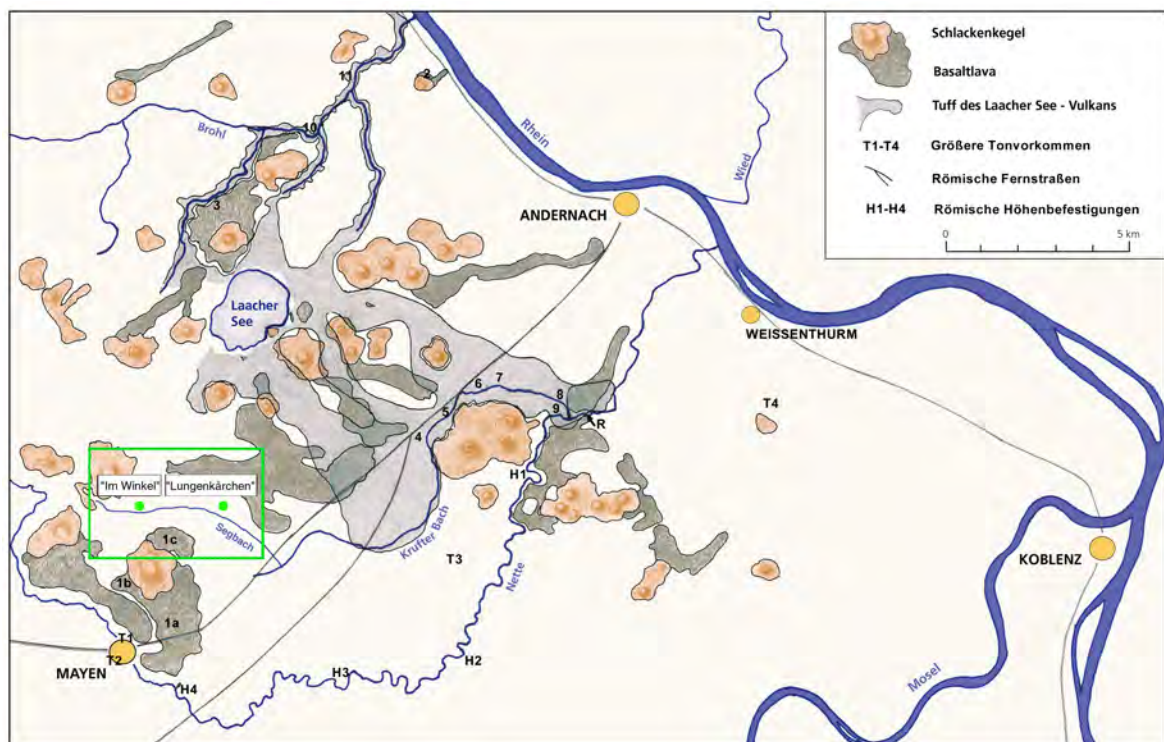 Schlackenkegel
Basaltlava
Tuff des Laacher See - Vulkans
T1-T4 Größere Tonvorkommen
Römische Fernstraßen
H1-H4 Römische Höhenbefestigungen
0 5 km
11
2
10
Brohl
Rhein
Wied
3
ANDERNACH
Laacher
See
WEISSENTHURM
6
7
8
5
9
R
4
T4
H1
"Im Winkel"
"Lungenkärchen"
Segbach
1c
Krufter Bach
T3
Nette
KOBLENZ
1b
1a
T1
T2
MAYEN
H2
H3
H4
Mosel